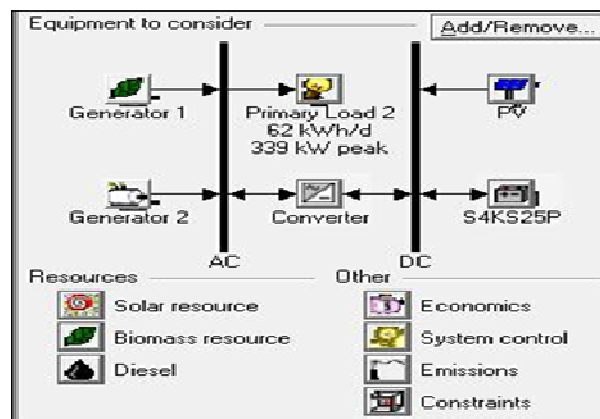 Equipment to consider
Add/Remove...
Generator 1
Primary Load 2
62 kWh/d
339 kW peak
PV
Generator 2
Converter
S4KS25P
AC
DC
Resources
Other
Solar resource
Economics
Biomass resource
System control
Diesel
Emissions
Constraints